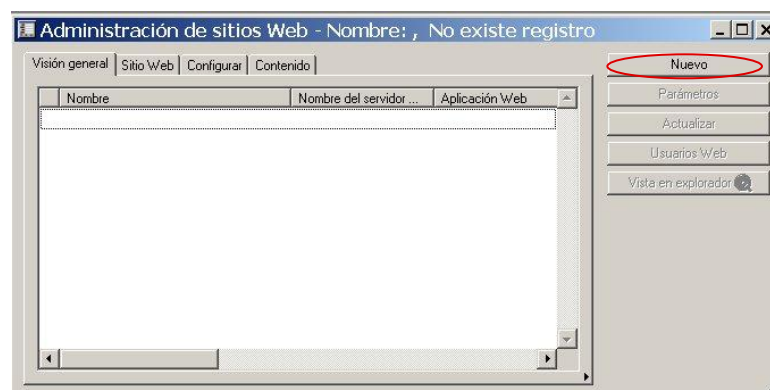 Administración de sitios Web - Nombre: , No existe registro
Visión general Sitio Web Configurar Contenido
Nombre Nombre del servidor ... Aplicación Web
Nuevo
Parámetros
Actualizar
Usuarios Web
Vista en explorador